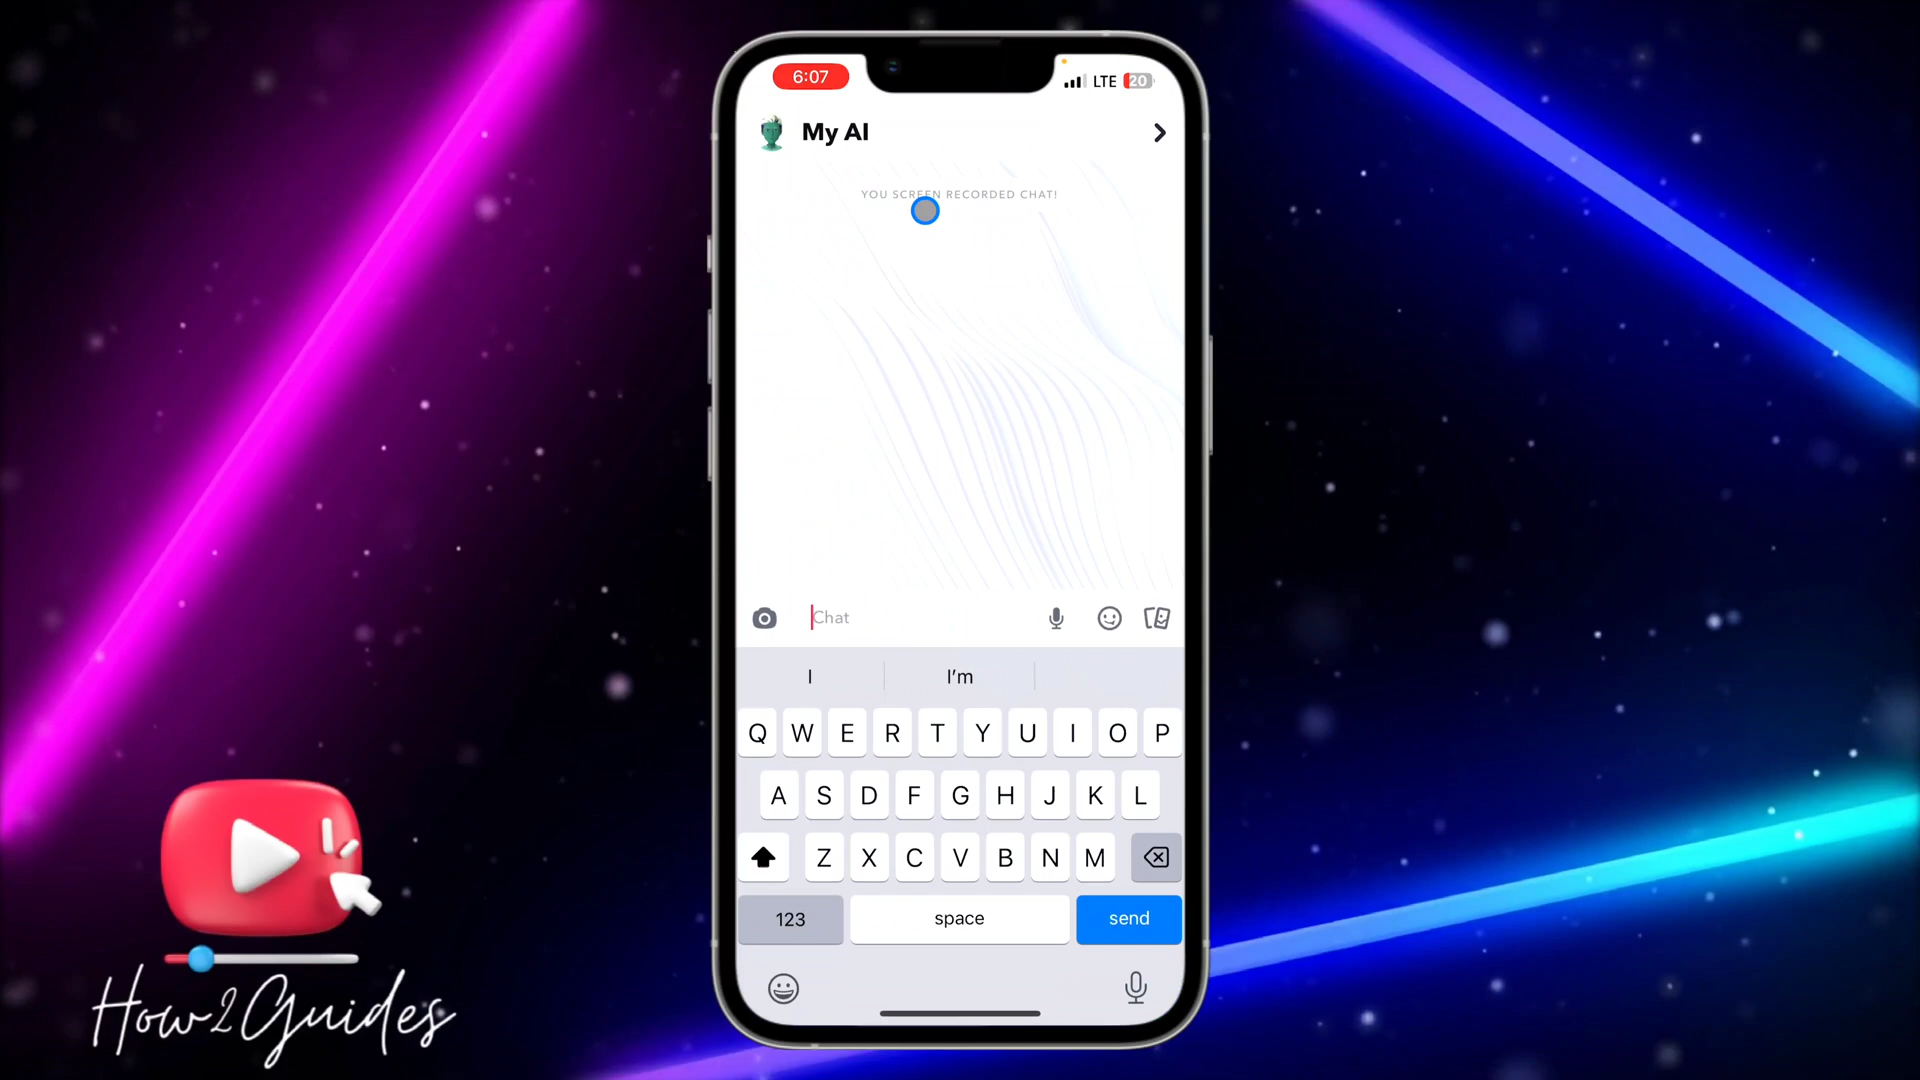 6:07
LTE 20
My AI
YOU SCREEN RECORDED CHAT!
Chat
I I'm
Q W E R T Y U I O P
A S D F G H J K L
Z X C V B N M
123 space send
How2Guides